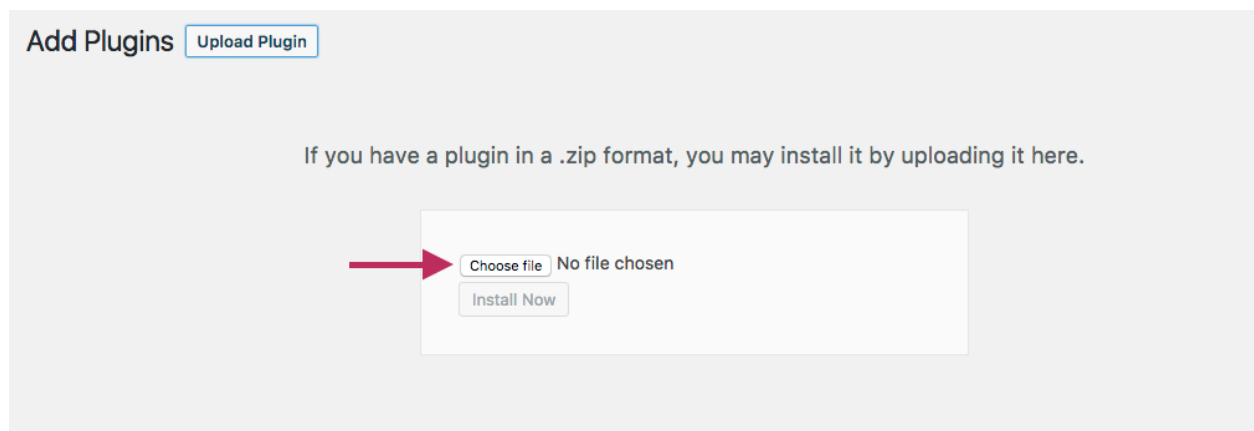 Add Plugins Upload Plugin
If you have a plugin in a .zip format, you may install it by uploading it here.
Choose file No file chosen
Install Now